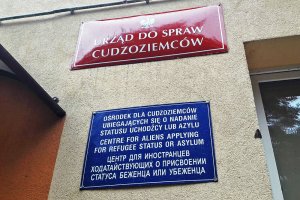 URZĄD DO SPRAW
CUDZOZIEMCÓW
OŚRODEK DLA CUDZOZIEMCÓW
UBIEGAJĄCYCH SIĘ O NADANIE
STATUSU UCHODŹCY LUB AZYLU
CENTRE FOR ALIENS APPLYING
FOR REFUGEE STATUS OR ASYLUM
ЦЕНТР ДЛЯ ИНОСТРАНЦЕВ
ХОДАТАЙСТВУЮЩИХ О ПРИСВОЕНИИ
СТАТУСА БЕЖЕНЦА ИЛИ УБЕЖЕНЦА